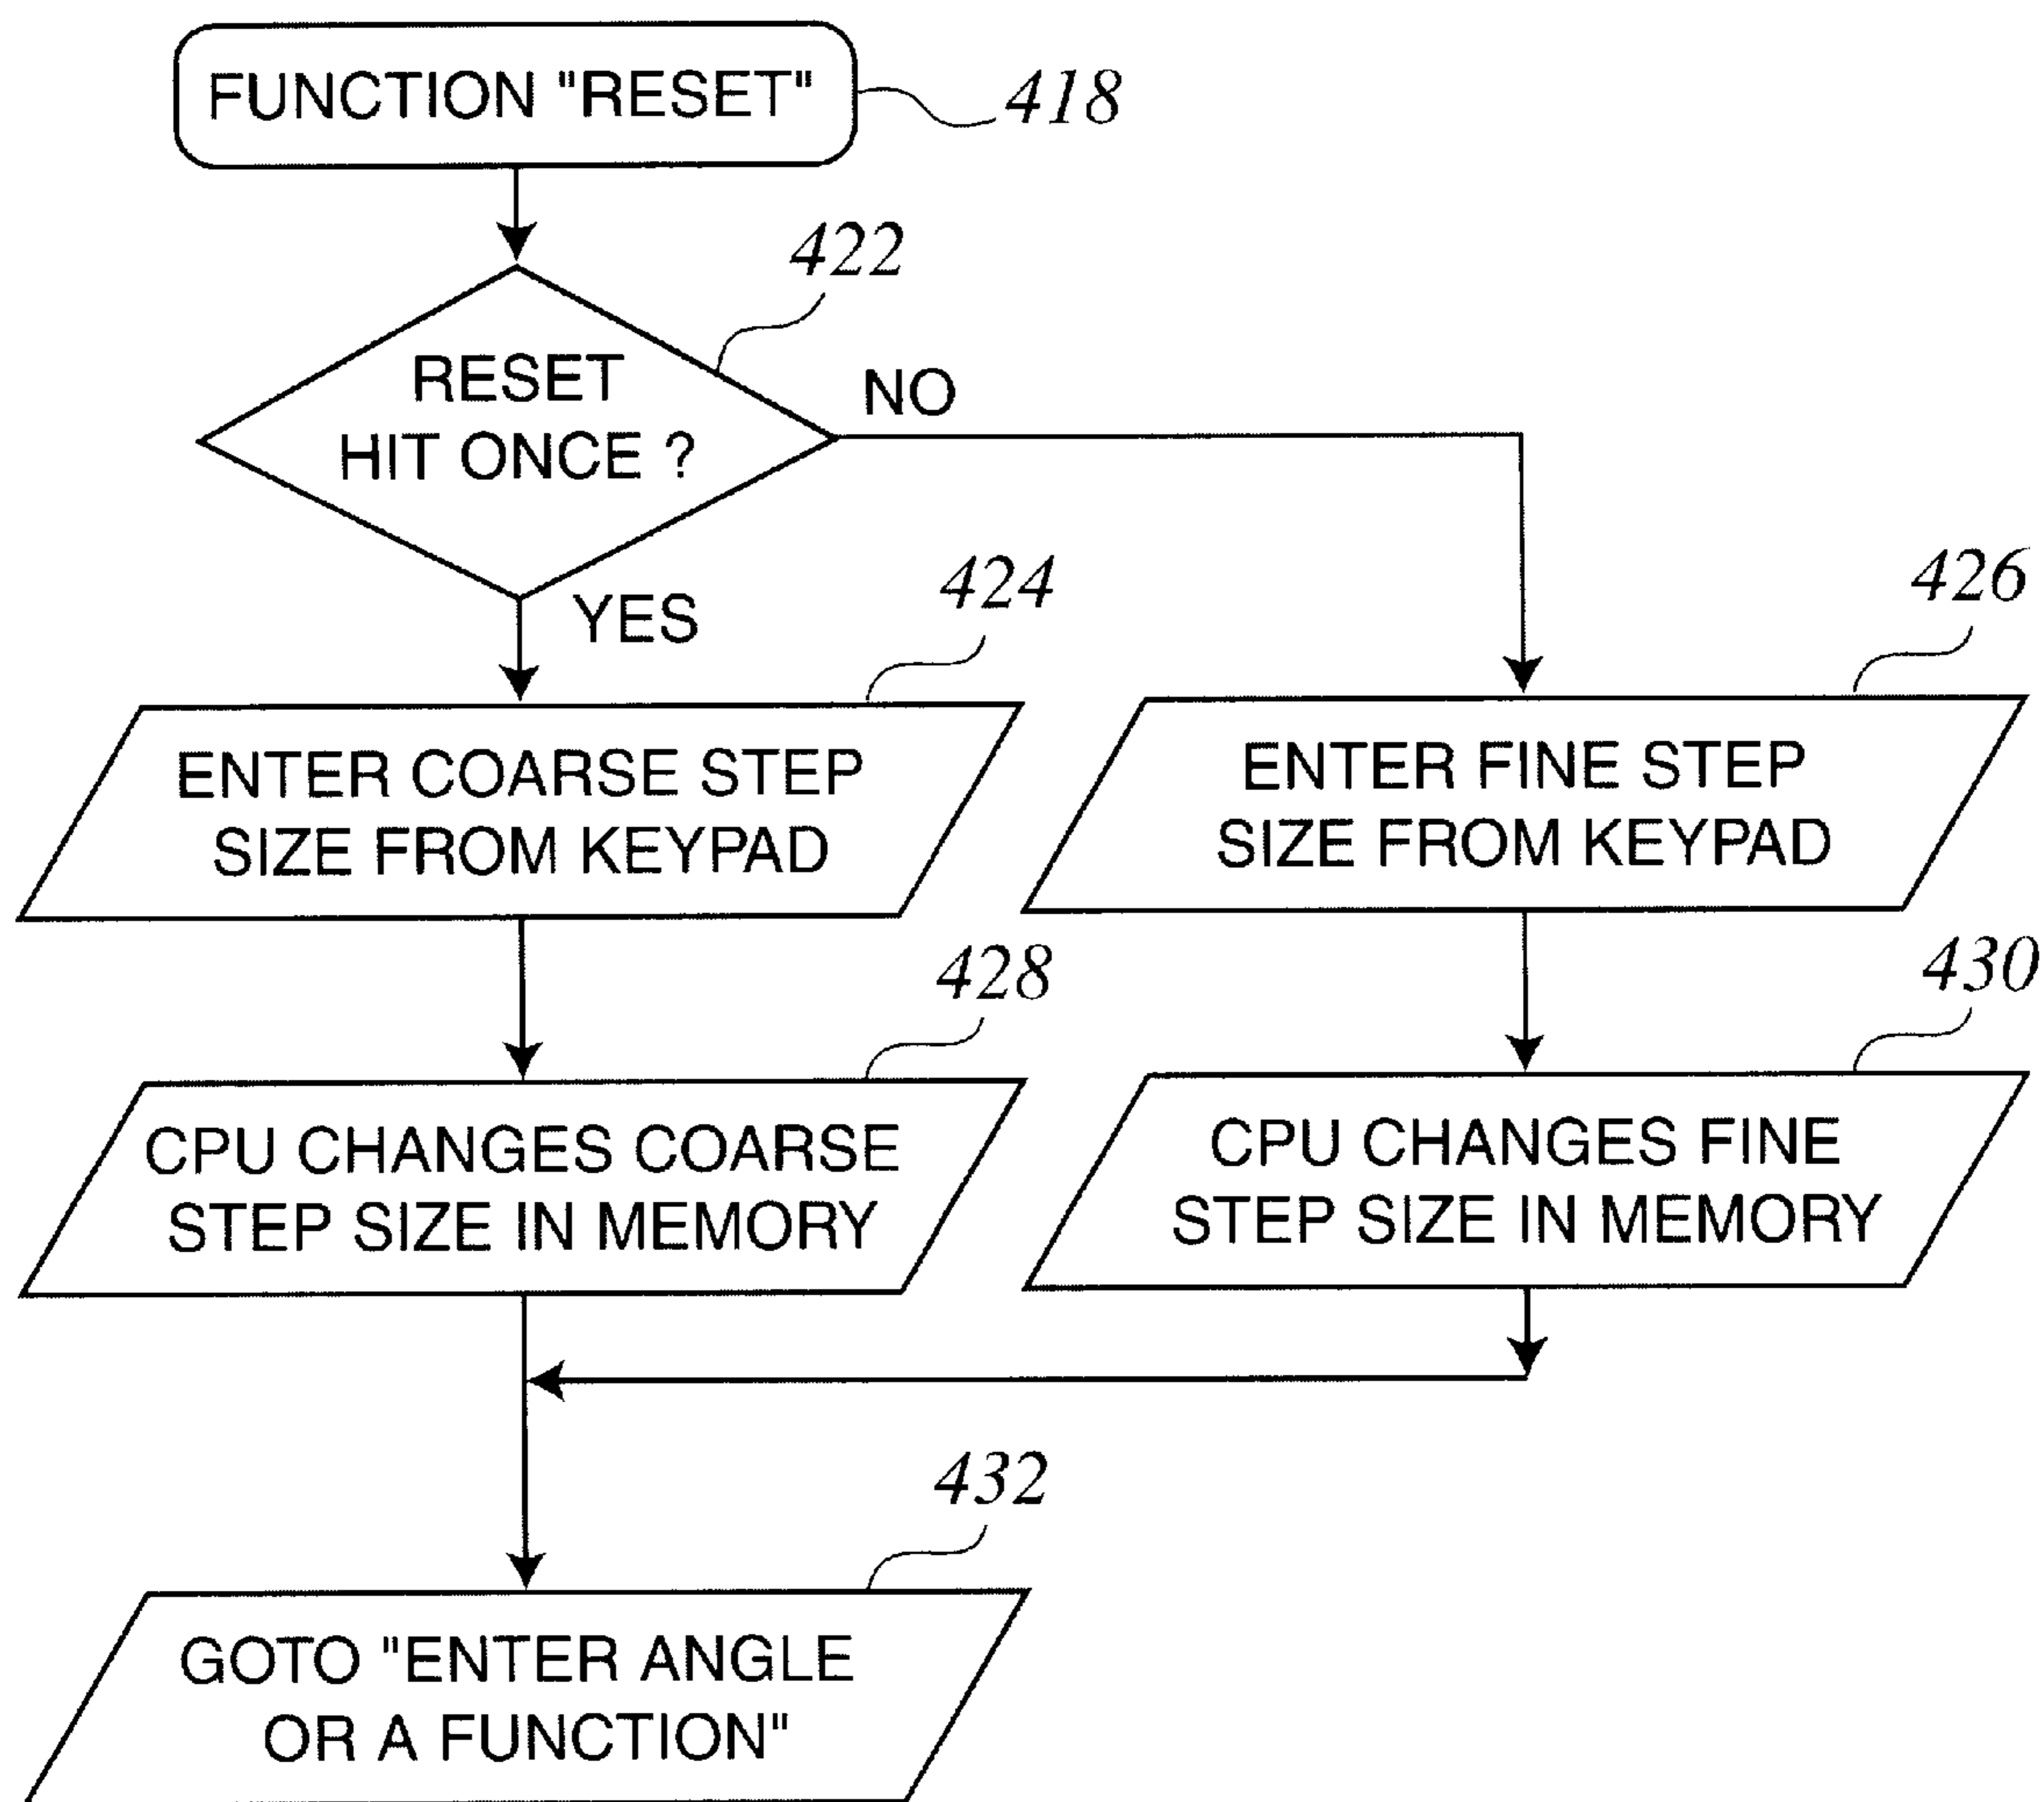 FUNCTION "RESET"
418
422
RESET
HIT ONCE ?
NO
YES
424
426
ENTER COARSE STEP
SIZE FROM KEYPAD
ENTER FINE STEP
SIZE FROM KEYPAD
428
430
CPU CHANGES COARSE
STEP SIZE IN MEMORY
CPU CHANGES FINE
STEP SIZE IN MEMORY
432
GOTO "ENTER ANGLE
OR A FUNCTION"